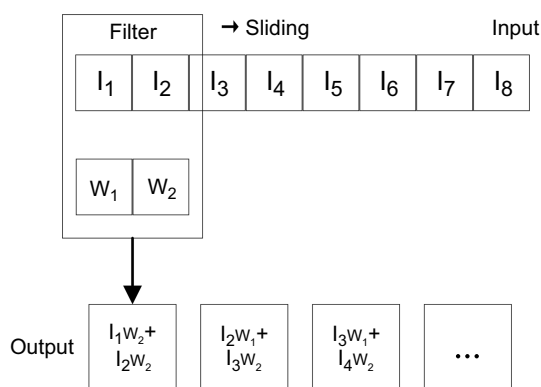 Filter → Sliding Input
I₁ I₂ I₃ I₄ I₅ I₆ I₇ I₈
W₁ W₂
Output
I₁W₂+
I₂W₂
I₂W₁+
I₃W₂
I₃W₁+
I₄W₂
...